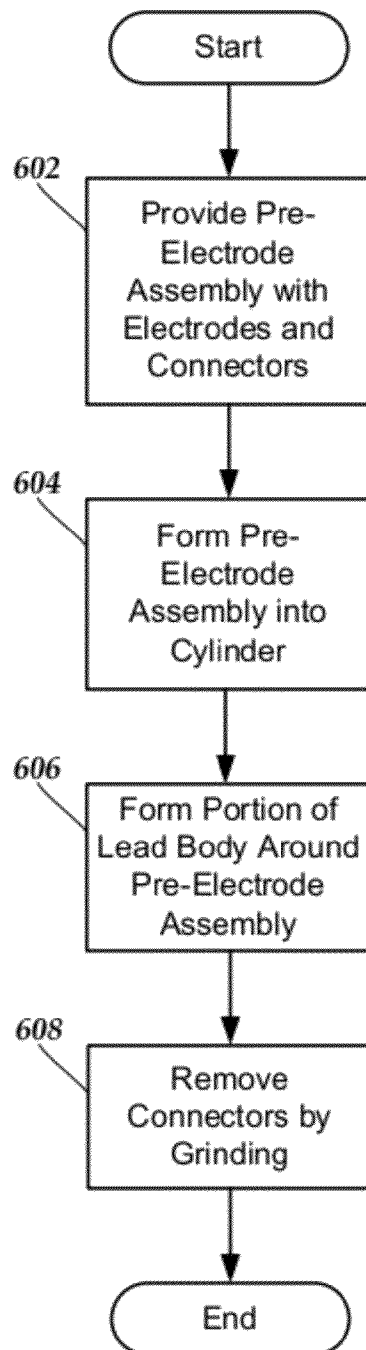 Start
602
Provide Pre-
Electrode
Assembly with
Electrodes and
Connectors
604
Form Pre-
Electrode
Assembly into
Cylinder
606
Form Portion of
Lead Body Around
Pre-Electrode
Assembly
608
Remove
Connectors by
Grinding
End